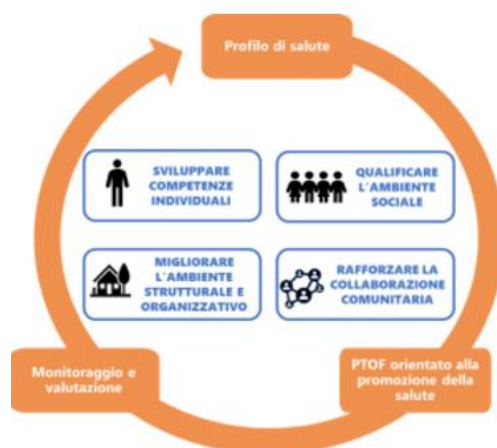 Profilo di salute
SVILUPPARE
COMPETENZE
INDIVIDUALI
QUALIFICARE
L'AMBIENTE
SOCIALE
MIGLIORARE
L'AMBIENTE
STRUTTURALE E
ORGANIZZATIVO
RAFFORZARE LA
COLLABORAZIONE
COMUNITARIA
Monitoraggio e
valutazione
PTOF orientato alla
promozione della
salute